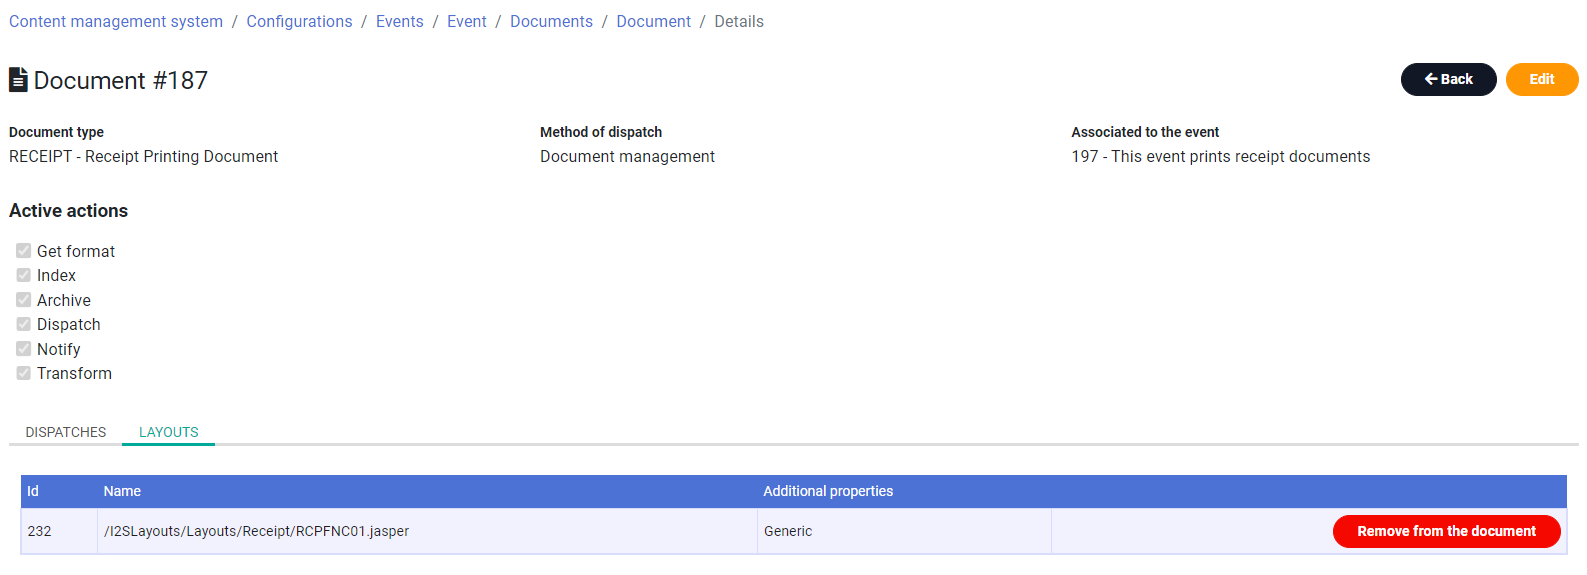 Content management system / Configurations / Events / Event / Documents / Document / Details
Document #187
Back
Edit
Document type
RECEIPT - Receipt Printing Document
Method of dispatch
Document management
Associated to the event
197 - This event prints receipt documents
Active actions
Get format
Index
Archive
Dispatch
Notify
Transform
DISPATCHES LAYOUTS
Id Name Additional properties
232 /I2SLayouts/Layouts/Receipt/RCPFNC01.jasper Generic Remove from the document